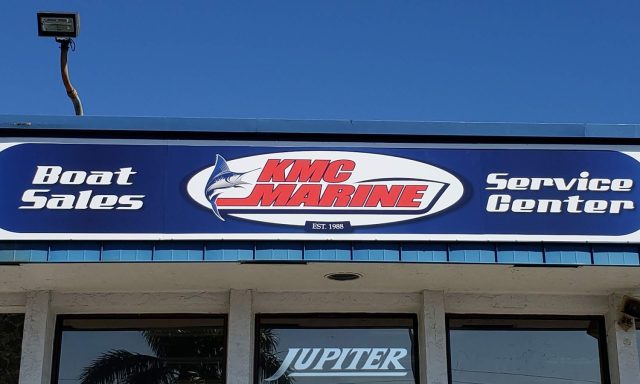 Boat
Sales
KMC
MARINE
EST. 1988
Service
Center
JUPITER